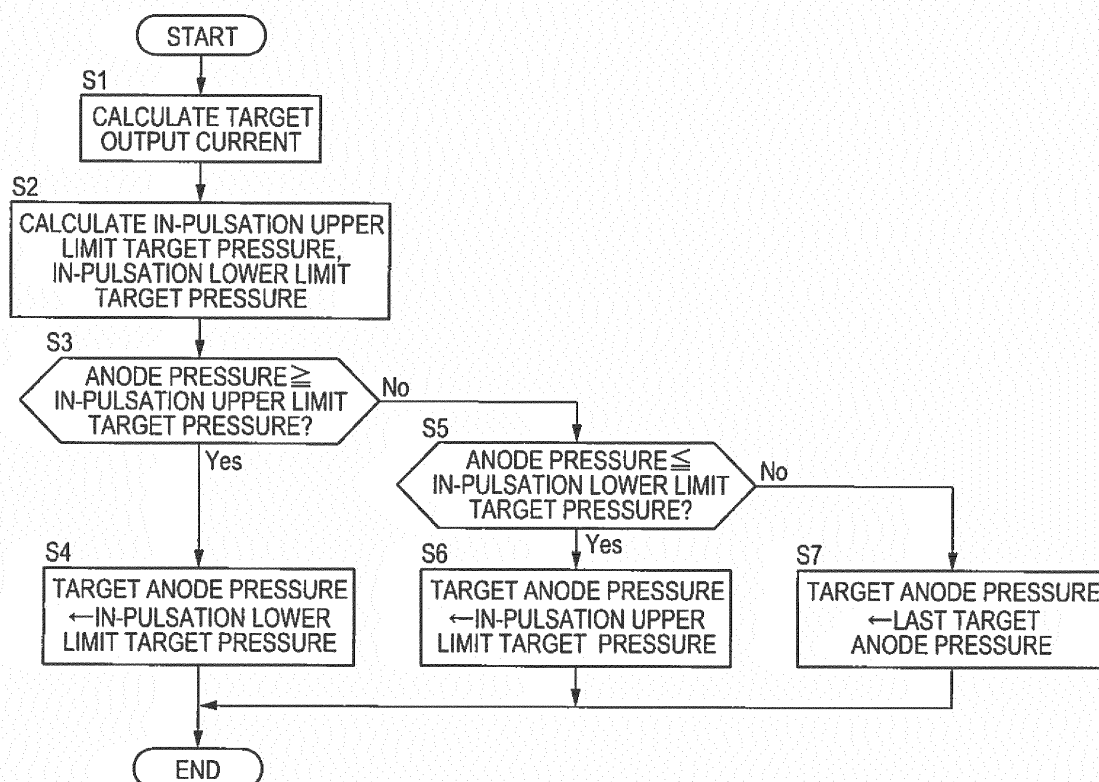 START
S1
CALCULATE TARGET
OUTPUT CURRENT
S2
CALCULATE IN-PULSATION UPPER
LIMIT TARGET PRESSURE,
IN-PULSATION LOWER LIMIT
TARGET PRESSURE
S3
ANODE PRESSURE≧
IN-PULSATION UPPER LIMIT
TARGET PRESSURE?
No
Yes
S5
ANODE PRESSURE≦
IN-PULSATION LOWER LIMIT
TARGET PRESSURE?
No
Yes
S4
TARGET ANODE PRESSURE
←IN-PULSATION LOWER
LIMIT TARGET PRESSURE
S6
TARGET ANODE PRESSURE
←IN-PULSATION UPPER
LIMIT TARGET PRESSURE
S7
TARGET ANODE PRESSURE
←LAST TARGET
ANODE PRESSURE
END